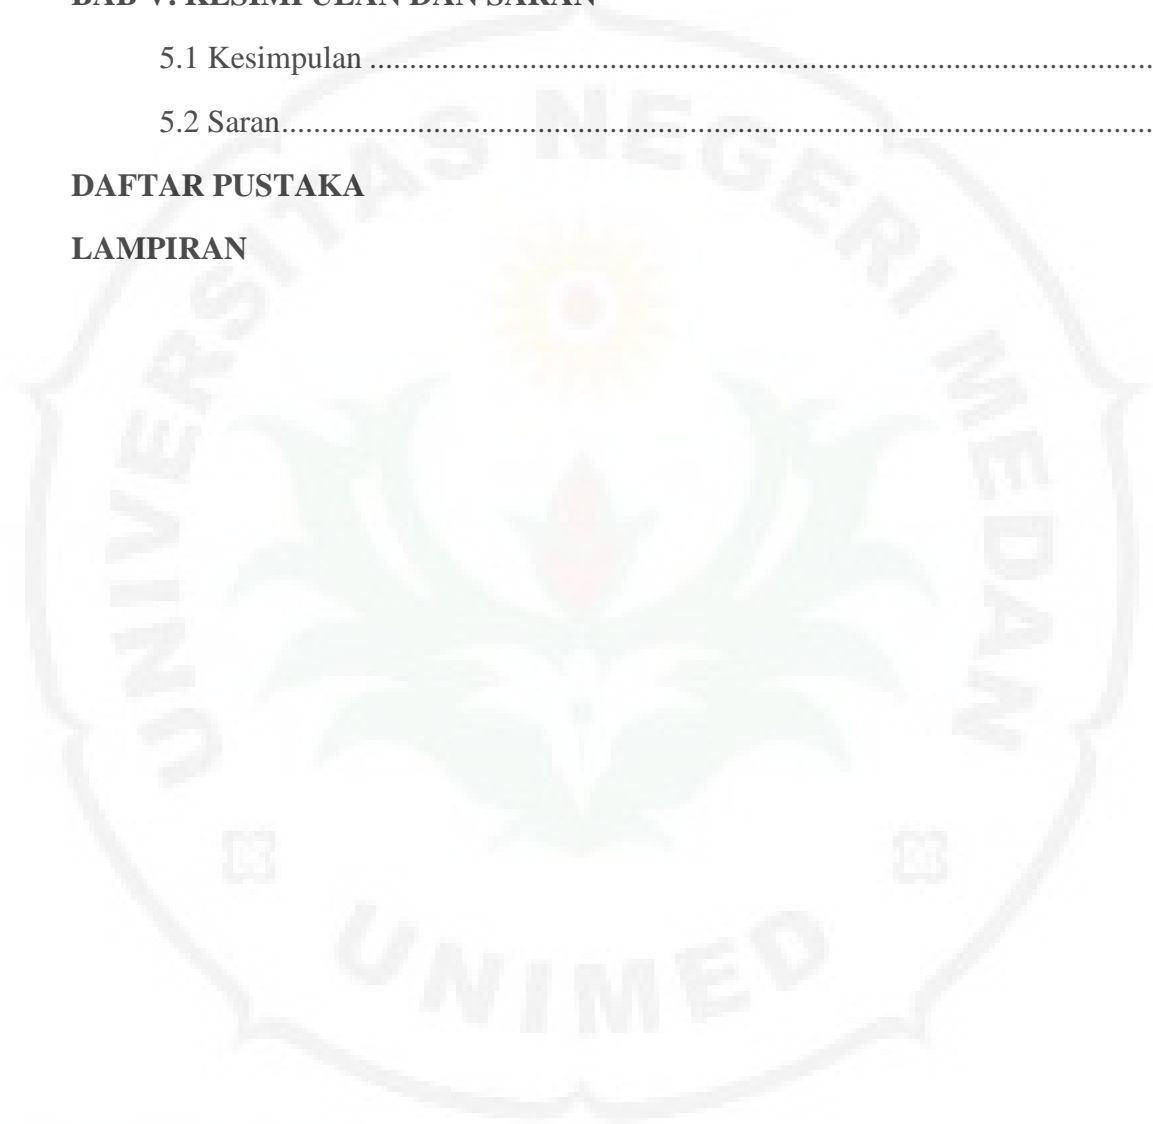 BAB V. KESIMPULAN DAN SARAN
5.1 Kesimpulan ..................................................................................................
5.2 Saran.............................................................................................................
DAFTAR PUSTAKA
LAMPIRAN
UNIVERSITAS NEGERI MEDAN
UNIMED